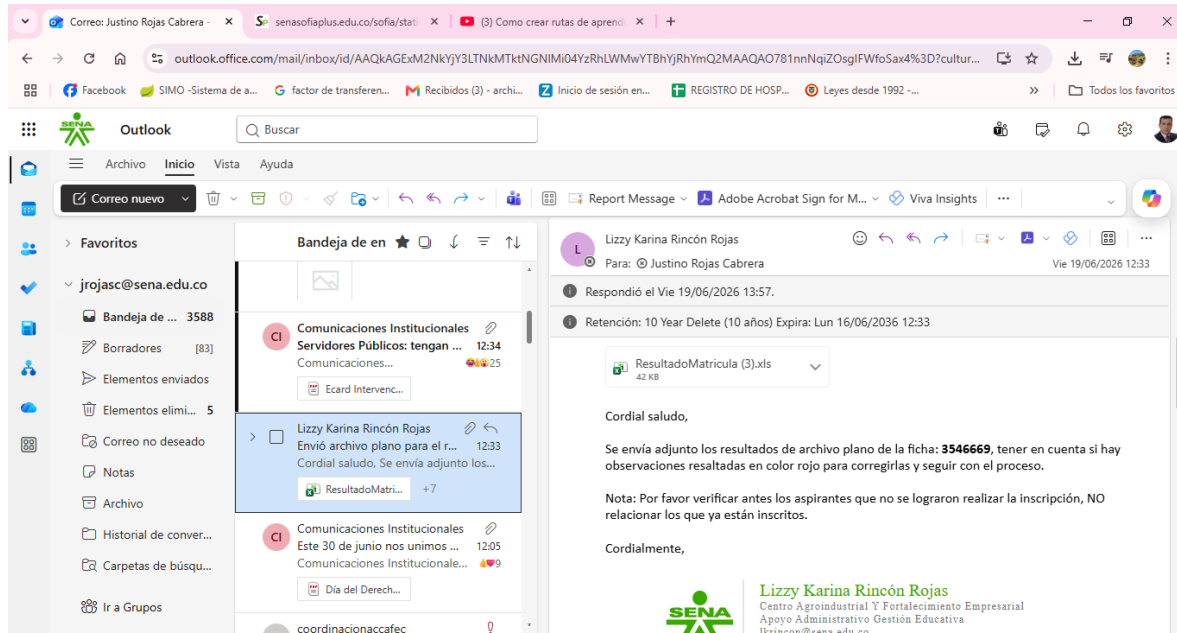 Correo: Justino Rojas Cabrera -
senasofiaplus.edu.co/sofia/stati
(3) Como crear rutas de aprendi
outlook.office.com/mail/inbox/id/AAQkAGExM2NkYjY3LTNkMTktNGNlMi04YzRhLWMwYTBhYjRhYmQ2MAAQAO781nnNqiZOsgIFWfoSax4%3D?cultur...
Facebook
SIMO -Sistema de a...
factor de transferen...
Recibidos (3) - archi...
Inicio de sesión en...
REGISTRO DE HOSP...
Leyes desde 1992 -...
Todos los favoritos
SENA
Outlook
Buscar
Archivo Inicio Vista Ayuda
Correo nuevo
Report Message
Adobe Acrobat Sign for M...
Viva Insights
Favoritos
jrojasc@sena.edu.co
Bandeja de ... 3588
Borradores [83]
Elementos enviados
Elementos elimi... 5
Correo no deseado
Notas
Archivo
Historial de conver...
Carpetas de búsqu...
Ir a Grupos
Bandeja de en
CI
Comunicaciones Institucionales
Servidores Públicos: tengan ... 12:34
Comunicaciones... 25
Ecard Intervenc...
Lizzy Karina Rincón Rojas
Envió archivo plano para el r... 12:33
Cordial saludo, Se envía adjunto los...
ResultadoMatri... +7
CI
Comunicaciones Institucionales
Este 30 de junio nos unimos ... 12:05
Comunicaciones Institucionale... 9
Día del Derech...
coordinacionaccafec
L
Lizzy Karina Rincón Rojas
Para: Justino Rojas Cabrera
Vie 19/06/2026 12:33
Respondió el Vie 19/06/2026 13:57.
Retención: 10 Year Delete (10 años) Expira: Lun 16/06/2036 12:33
ResultadoMatricula (3).xls
42 KB
Cordial saludo,
Se envía adjunto los resultados de archivo plano de la ficha: 3546669, tener en cuenta si hay
observaciones resaltadas en color rojo para corregirlas y seguir con el proceso.
Nota: Por favor verificar antes los aspirantes que no se lograron realizar la inscripción, NO
relacionar los que ya están inscritos.
Cordialmente,
SENA
Lizzy Karina Rincón Rojas
Centro Agroindustrial Y Fortalecimiento Empresarial
Apoyo Administrativo Gestión Educativa
lkrincon@sena.edu.co